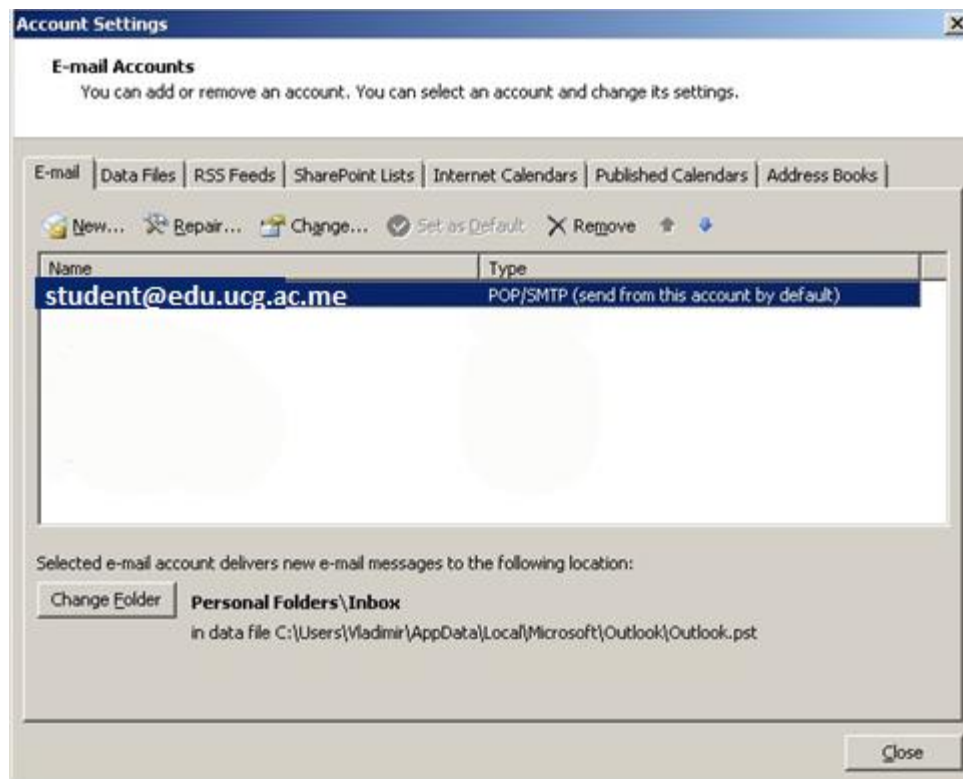 Account Settings
E-mail Accounts
You can add or remove an account. You can select an account and change its settings.
E-mail Data Files RSS Feeds SharePoint Lists Internet Calendars Published Calendars Address Books
New... Repair... Change... Set as Default Remove
Name Type
student@edu.ucg.ac.me POP/SMTP (send from this account by default)
Selected e-mail account delivers new e-mail messages to the following location:
Change Folder Personal Folders\Inbox
in data file C:\Users\Vladimir\AppData\Local\Microsoft\Outlook\Outlook.pst
Close